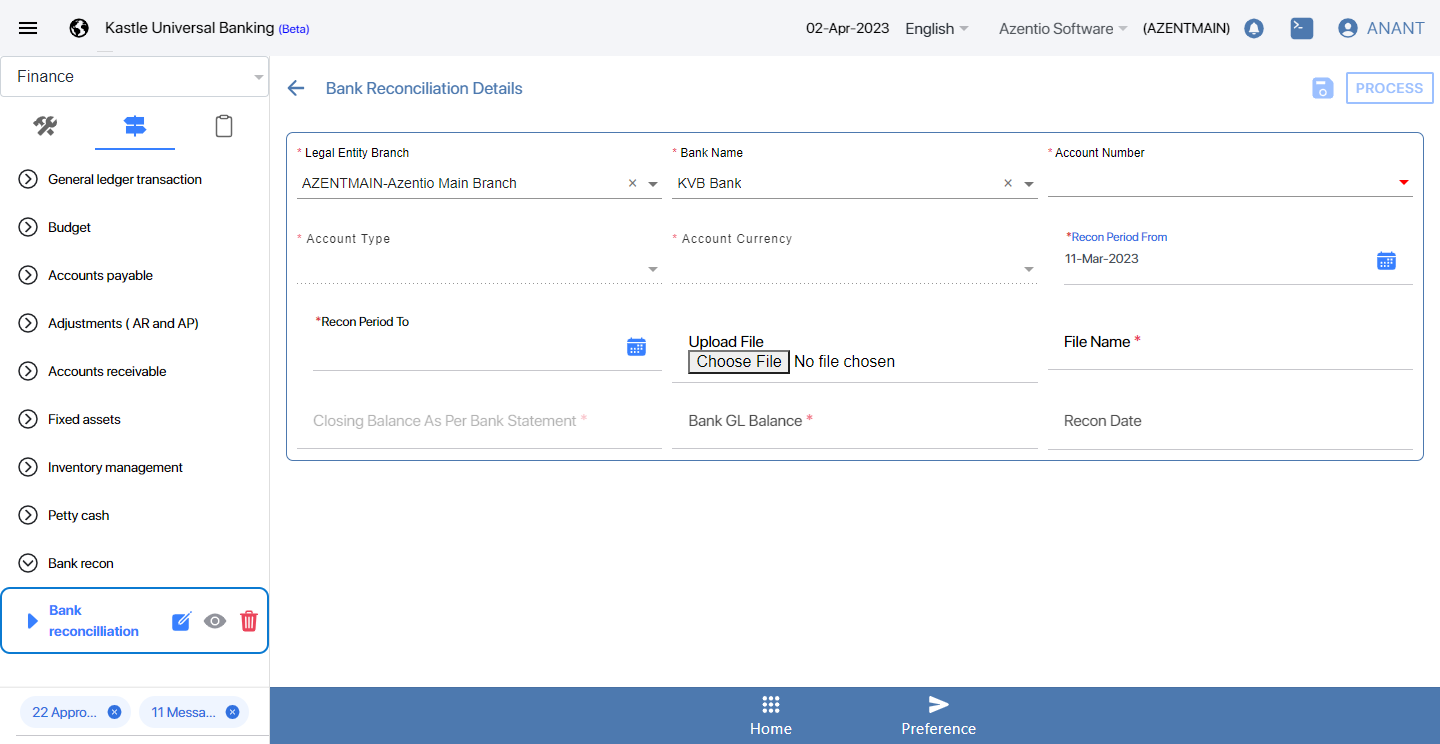 Kastle Universal Banking (Beta)
02-Apr-2023
English
Azentio Software
(AZENTMAIN)
ANANT
Finance
General ledger transaction
Budget
Accounts payable
Adjustments ( AR and AP)
Accounts receivable
Fixed assets
Inventory management
Petty cash
Bank recon
Bank
reconcilliation
22 Appro...
11 Messa...
Bank Reconciliation Details
PROCESS
* Legal Entity Branch
AZENTMAIN-Azentio Main Branch
* Bank Name
KVB Bank
* Account Number
* Account Type
* Account Currency
*Recon Period From
11-Mar-2023
*Recon Period To
Upload File
Choose File No file chosen
File Name *
Closing Balance As Per Bank Statement *
Bank GL Balance *
Recon Date
Home
Preference